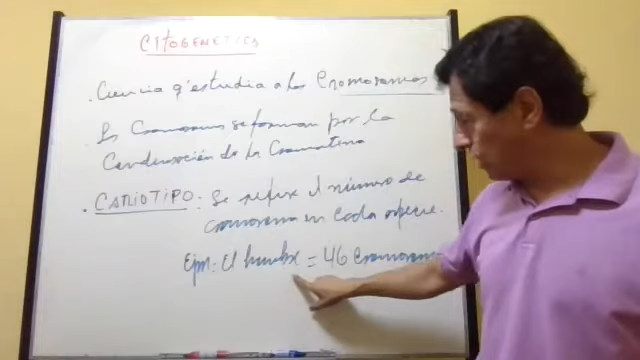 CITOGENETICA
. Ciencia q' estudia a los Cromosomas
Los Cromosomas se forman por la
Condensación de la Cromatina
. CARIOTIPO: Se refiere al número de
cromosomas en Cada especie.
Ejm: El hombre = 46 Cromosomas